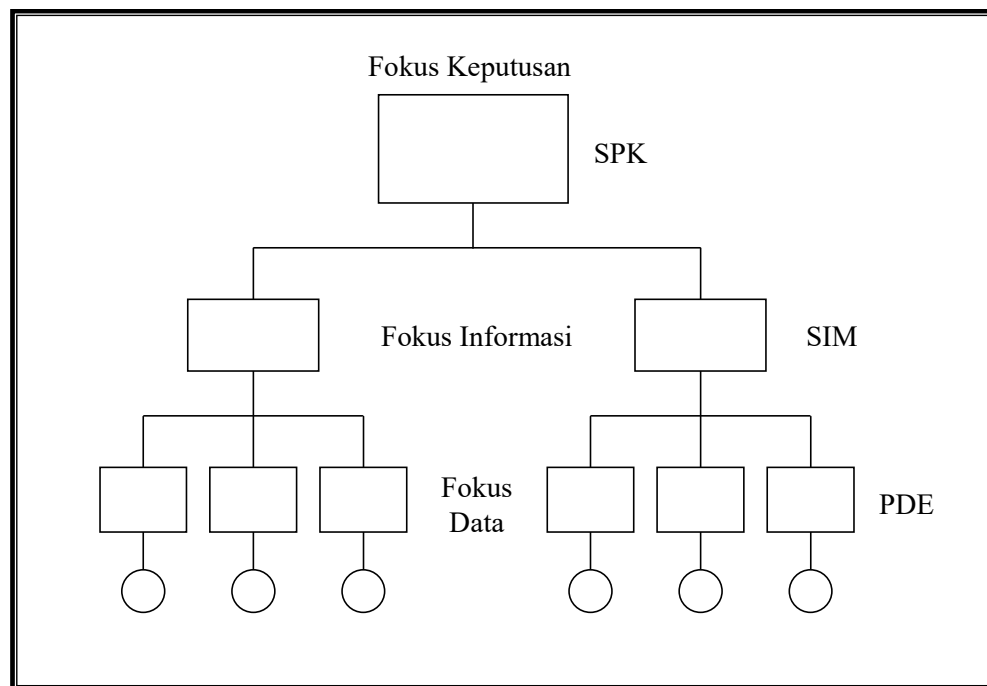 Fokus Keputusan
SPK
Fokus Informasi
SIM
Fokus
Data
PDE